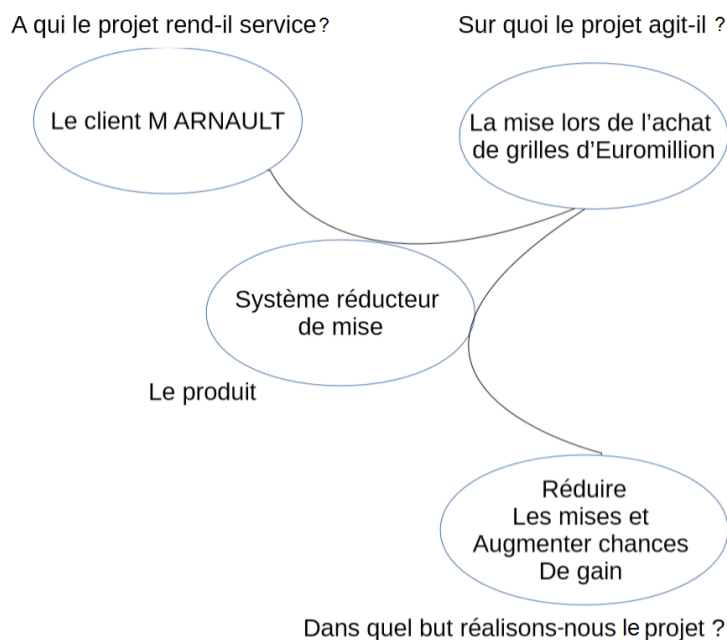 A qui le projet rend-il service?
Sur quoi le projet agit-il ?
Le client M ARNAULT
La mise lors de l’achat
de grilles d’Euromillion
Système réducteur
de mise
Le produit
Réduire
Les mises et
Augmenter chances
De gain
Dans quel but réalisons-nous le projet ?